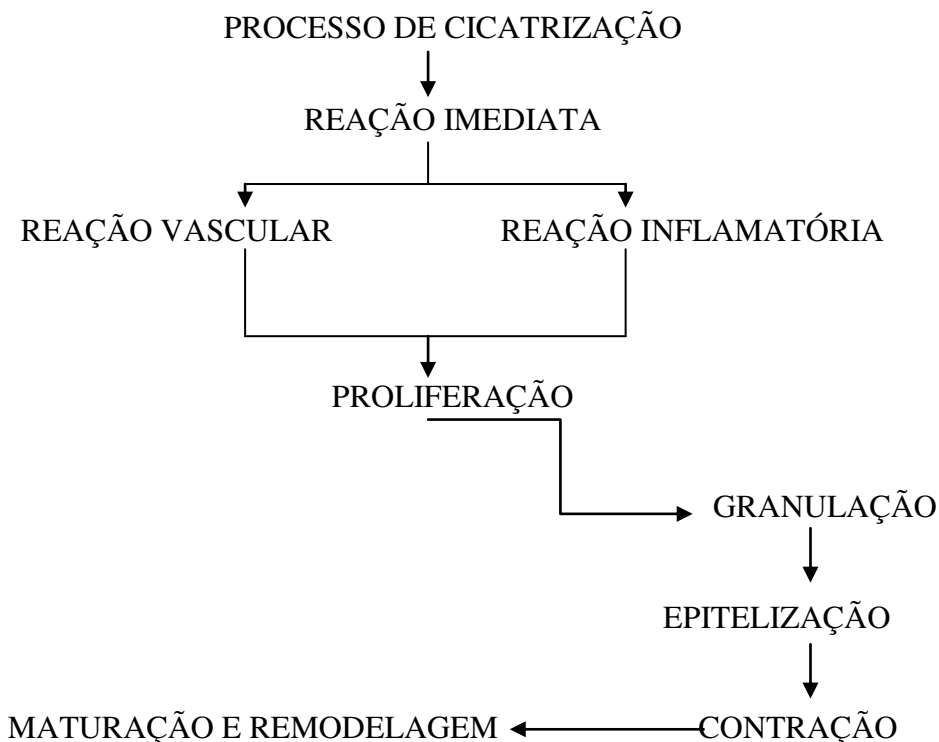 PROCESSO DE CICATRIZAÇÃO
REAÇÃO IMEDIATA
REAÇÃO VASCULAR
REAÇÃO INFLAMATÓRIA
PROLIFERAÇÃO
GRANULAÇÃO
EPITELIZAÇÃO
MATURAÇÃO E REMODELAGEM
CONTRAÇÃO